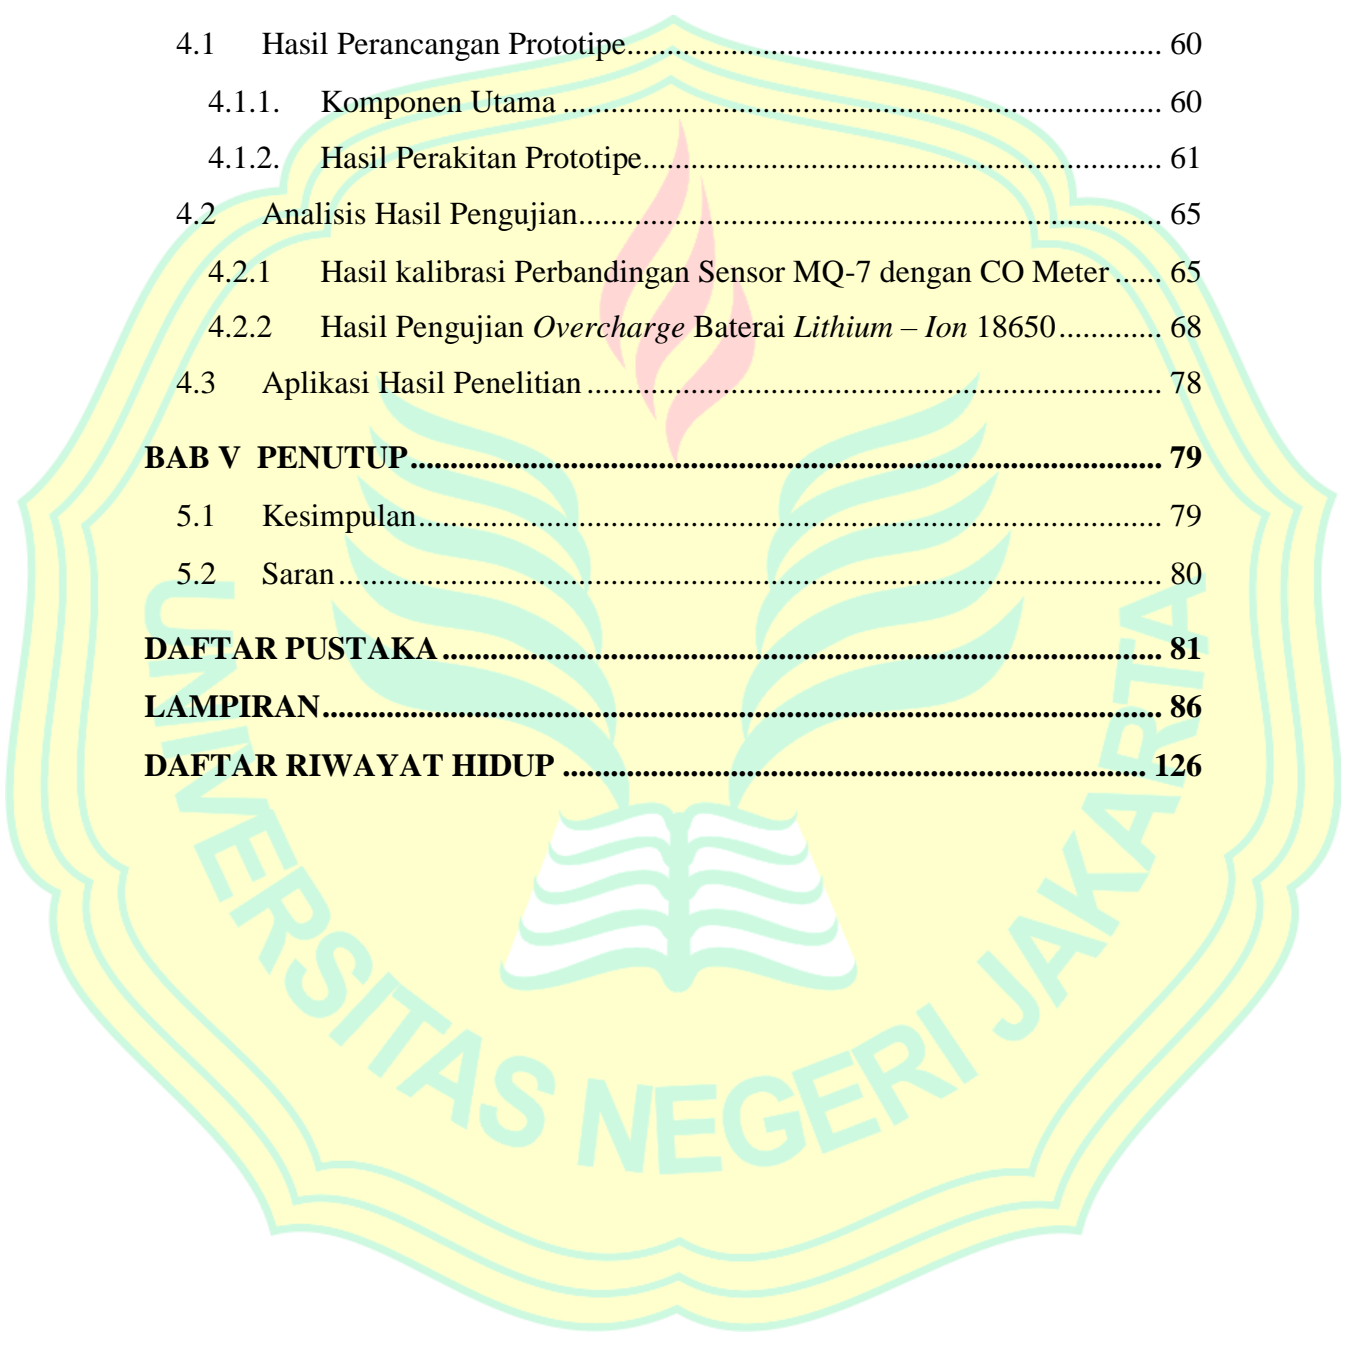 4.1 Hasil Perancangan Prototipe.................................................................. 60
4.1.1. Komponen Utama .......................................................................... 60
4.1.2. Hasil Perakitan Prototipe................................................................ 61
4.2 Analisis Hasil Pengujian........................................................................ 65
4.2.1 Hasil kalibrasi Perbandingan Sensor MQ-7 dengan CO Meter ...... 65
4.2.2 Hasil Pengujian Overcharge Baterai Lithium – Ion 18650............. 68
4.3 Aplikasi Hasil Penelitian ....................................................................... 78
BAB V PENUTUP.............................................................................................. 79
5.1 Kesimpulan............................................................................................ 79
5.2 Saran ...................................................................................................... 80
DAFTAR PUSTAKA .......................................................................................... 81
LAMPIRAN......................................................................................................... 86
DAFTAR RIWAYAT HIDUP ......................................................................... 126
UNIVERSITAS NEGERI JAKARTA